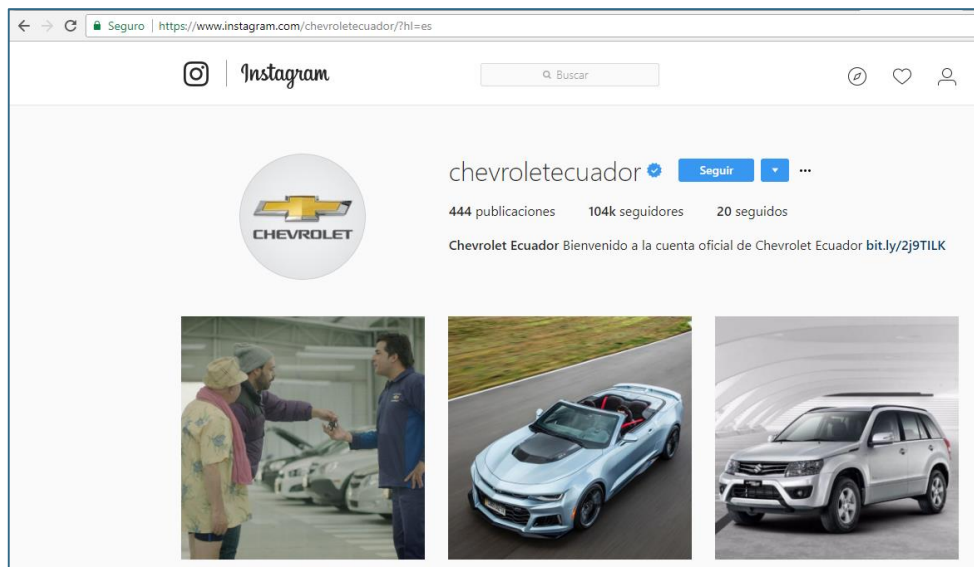 Seguro | https://www.instagram.com/chevroletecuador/?hl=es
Instagram
Buscar
chevroletecuador
Seguir
444 publicaciones 104k seguidores 20 seguidos
Chevrolet Ecuador Bienvenido a la cuenta oficial de Chevrolet Ecuador bit.ly/2j9TILK
CHEVROLET